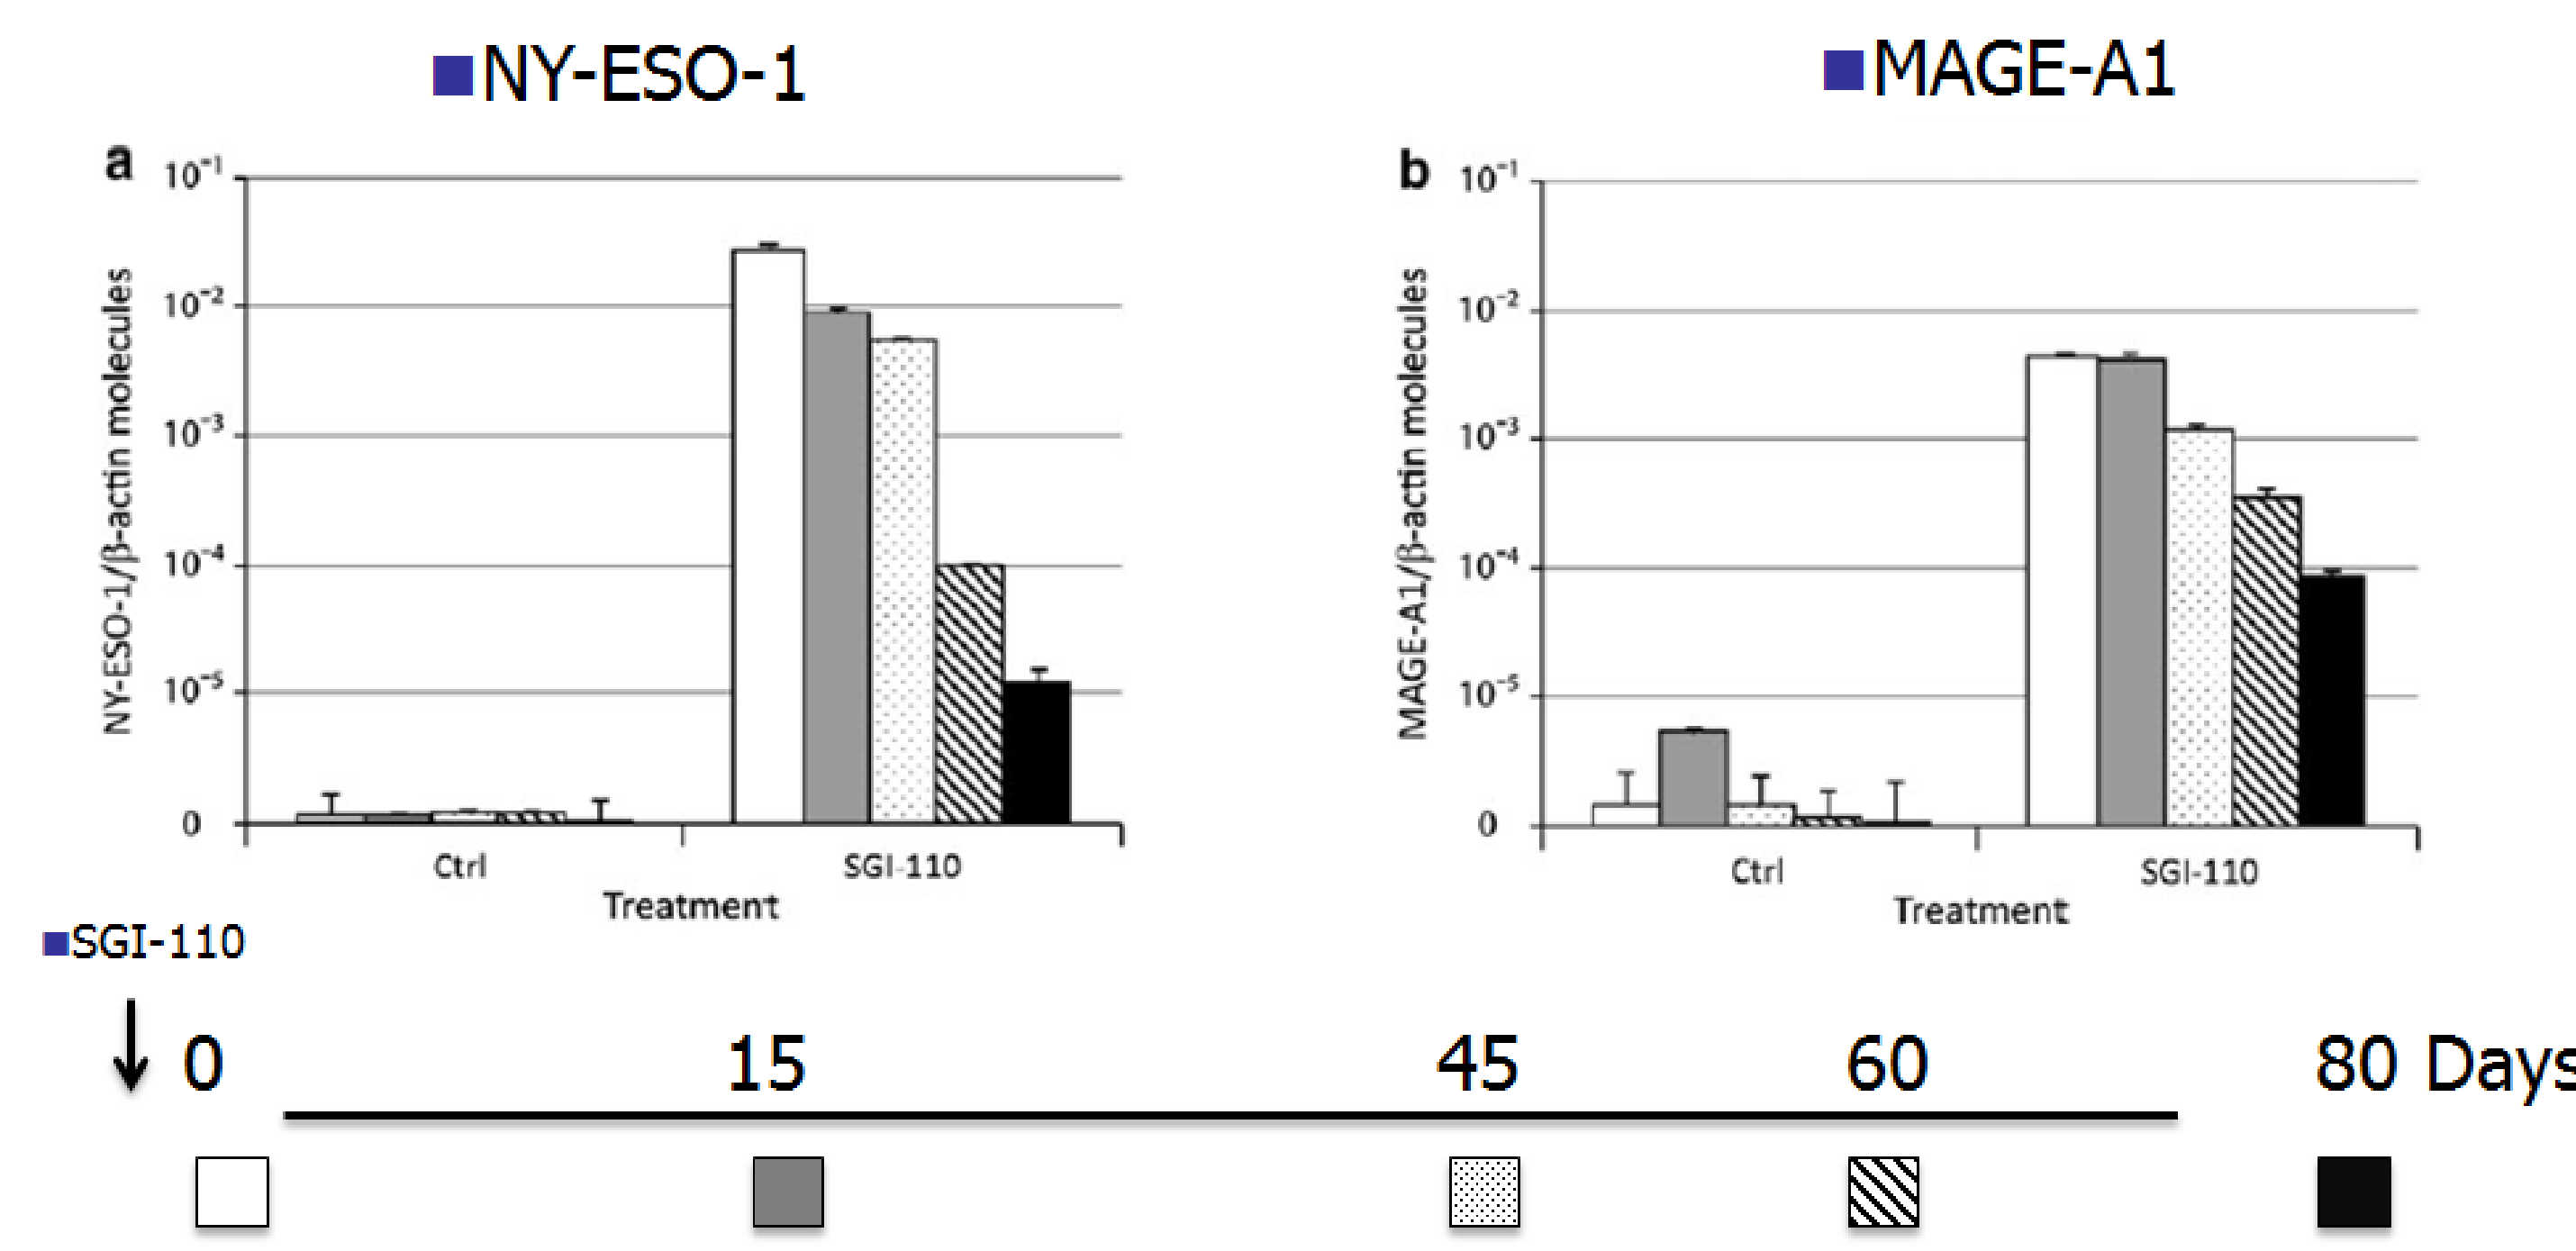 NY-ESO-1
MAGE-A1
a
10⁻¹
10⁻²
10⁻³
10⁻⁴
10⁻⁵
0
NY-ESO-1/β-actin molecules
Ctrl
SGI-110
Treatment
b
10⁻¹
10⁻²
10⁻³
10⁻⁴
10⁻⁵
0
MAGE-A1/β-actin molecules
Ctrl
SGI-110
Treatment
SGI-110
0 15 45 60 80 Days